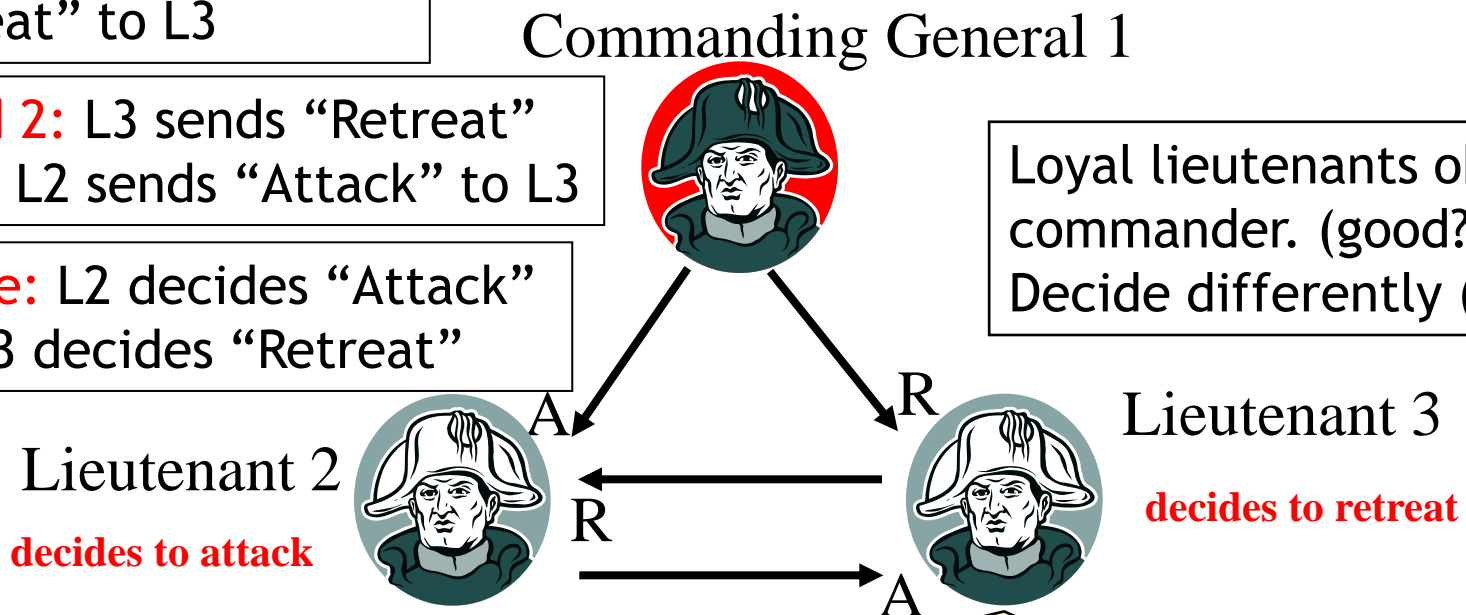 eat” to L3
Commanding General 1
2: L3 sends “Retreat”
L2 sends “Attack” to L3
Loyal lieutenants o
commander. (good?
Decide differently (
e: L2 decides “Attack”
3 decides “Retreat”
A
R
Lieutenant 2
Lieutenant 3
R
decides to retreat
decides to attack
A